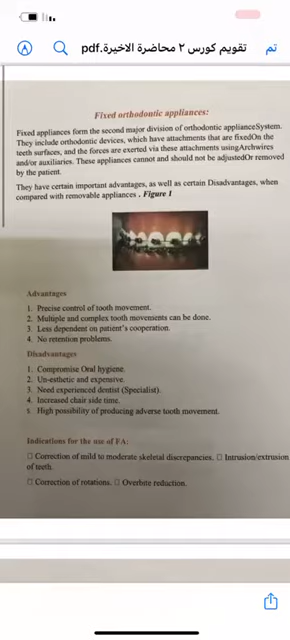 تم
تقويم كورس ٢ محاضرة الاخيرة.pdf
Fixed orthodontic appliances:
Fixed appliances form the second major division of orthodontic applianceSystem.
They include orthodontic devices, which have attachments that are fixedOn the
teeth surfaces, and the forces are exerted via these attachments usingArchwires
and/or auxiliaries. These appliances cannot and should not be adjustedOr removed
by the patient.
They have certain important advantages, as well as certain Disadvantages, when
compared with removable appliances . Figure 1
Advantages
1. Precise control of tooth movement.
2. Multiple and complex tooth movements can be done.
3. Less dependent on patient's cooperation.
4. No retention problems.
Disadvantages
1. Compromise Oral hygiene.
2. Un-esthetic and expensive.
3. Need experienced dentist (Specialist).
4. Increased chair side time.
5. High possibility of producing adverse tooth movement.
Indications for the use of FA:
□ Correction of mild to moderate skeletal discrepancies. □ Intrusion/extrusion
of teeth.
□ Correction of rotations. □ Overbite reduction.